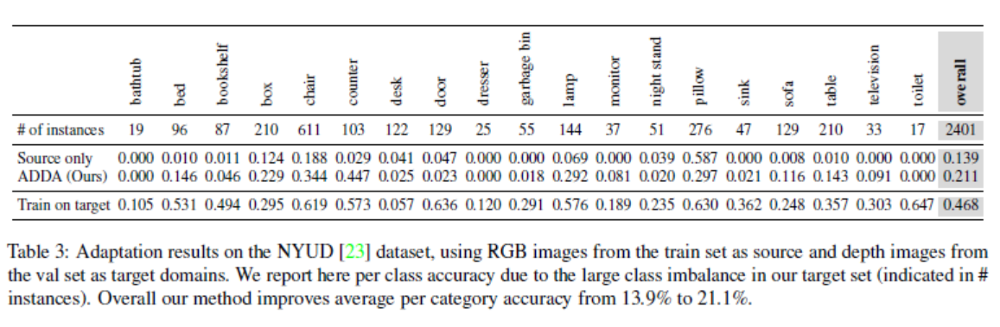 bathtub bed bookshelf box chair counter desk door dresser garbage bin lamp monitor night stand pillow sink sofa table television toilet overall
# of instances 19 96 87 210 611 103 122 129 25 55 144 37 51 276 47 129 210 33 17 2401
Source only 0.000 0.010 0.011 0.124 0.188 0.029 0.041 0.047 0.000 0.000 0.069 0.000 0.039 0.587 0.000 0.008 0.010 0.000 0.000 0.139
ADDA (Ours) 0.000 0.146 0.046 0.229 0.344 0.447 0.025 0.023 0.000 0.018 0.292 0.081 0.020 0.297 0.021 0.116 0.143 0.091 0.000 0.211
Train on target 0.105 0.531 0.494 0.295 0.619 0.573 0.057 0.636 0.120 0.291 0.576 0.189 0.235 0.630 0.362 0.248 0.357 0.303 0.647 0.468
Table 3: Adaptation results on the NYUD [23] dataset, using RGB images from the train set as source and depth images from
the val set as target domains. We report here per class accuracy due to the large class imbalance in our target set (indicated in #
instances). Overall our method improves average per category accuracy from 13.9% to 21.1%.